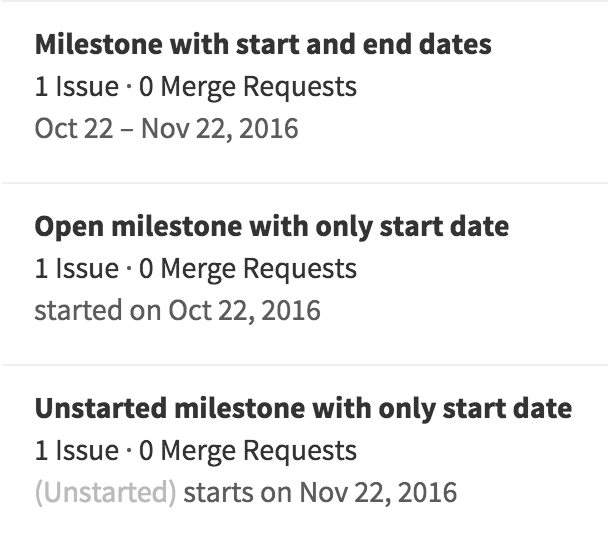 Milestone with start and end dates
1 Issue · 0 Merge Requests
Oct 22 – Nov 22, 2016
Open milestone with only start date
1 Issue · 0 Merge Requests
started on Oct 22, 2016
Unstarted milestone with only start date
1 Issue · 0 Merge Requests
(Unstarted) starts on Nov 22, 2016